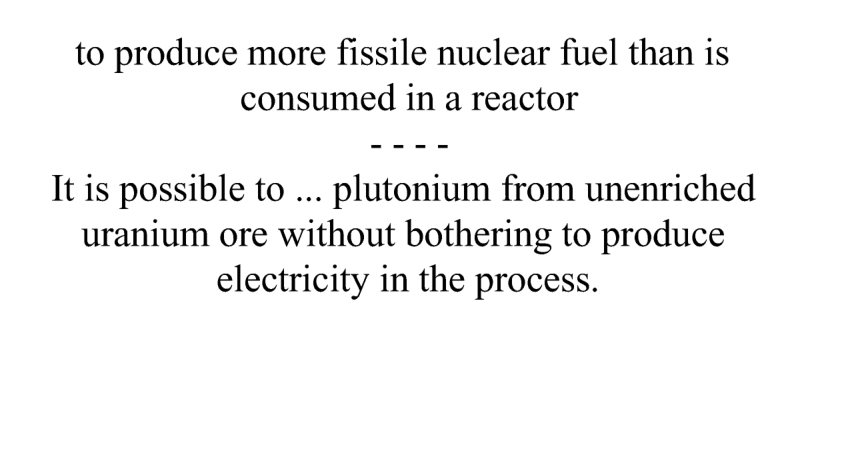 to produce more fissile nuclear fuel than is
consumed in a reactor
- - - -
It is possible to ... plutonium from unenriched
uranium ore without bothering to produce
electricity in the process.